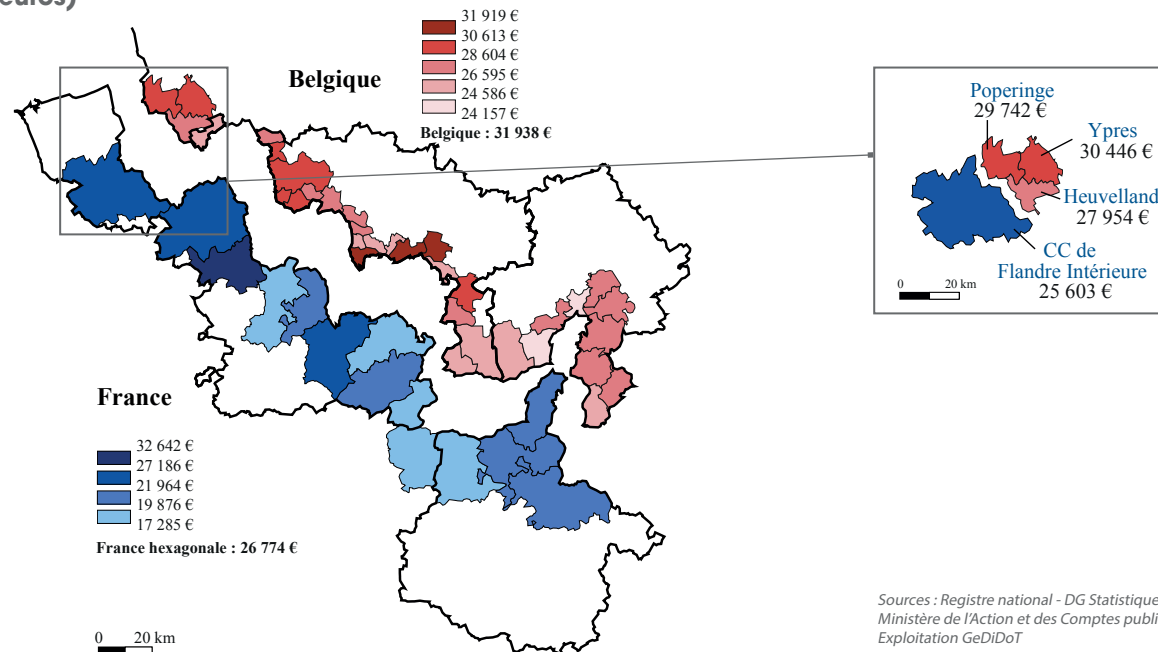 euros)
31 919 €
30 613 €
28 604 €
26 595 €
24 586 €
24 157 €
Belgique
Belgique : 31 938 €
Poperinge
29 742 €
Ypres
30 446 €
Heuvelland
27 954 €
CC de
Flandre Intérieure
25 603 €
0 20 km
France
32 642 €
27 186 €
21 964 €
19 876 €
17 285 €
France hexagonale : 26 774 €
0 20 km
Sources : Registre national - DG Statistique
Ministère de l'Action et des Comptes publi
Exploitation GeDiDoT